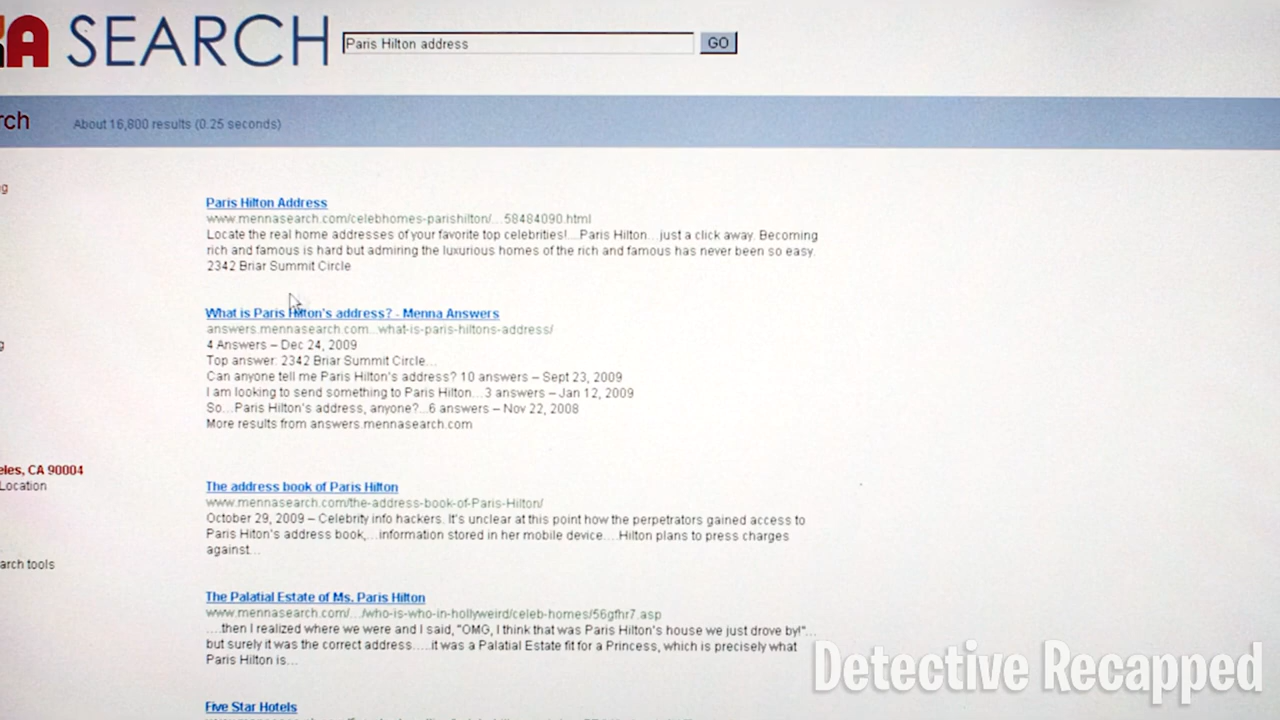 A SEARCH Paris Hilton address GO
rch About 16,800 results (0.25 seconds)
Paris Hilton Address
www.mennasearch.com/celebhomes-parishilton/...58484090.html
Locate the real home addresses of your favorite top celebrities!...Paris Hilton...just a click away. Becoming
rich and famous is hard but admiring the luxurious homes of the rich and famous has never been so easy.
2342 Briar Summit Circle
What is Paris Hilton's address? - Menna Answers
answers.mennasearch.com...what-is-paris-hiltons-address/
4 Answers – Dec 24, 2009
Top answer: 2342 Briar Summit Circle...
Can anyone tell me Paris Hilton's address? 10 answers – Sept 23, 2009
I am looking to send something to Paris Hilton...3 answers – Jan 12, 2009
So...Paris Hilton's address, anyone?...6 answers – Nov 22, 2008
More results from answers.mennasearch.com
eles, CA 90004
Location
The address book of Paris Hilton
www.mennasearch.com/the-address-book-of-Paris-Hilton/
October 29, 2009 – Celebrity info hackers. It's unclear at this point how the perpetrators gained access to
Paris Hiton's address book,...information stored in her mobile device....Hilton plans to press charges
against...
arch tools
The Palatial Estate of Ms. Paris Hilton
www.mennasearch.com/.../who-is-who-in-hollyweird/celeb-homes/56gfhr7.asp
....then I realized where we were and I said, "OMG, I think that was Paris Hilton's house we just drove by!"...
but surely it was the correct address.....it was a Palatial Estate fit for a Princess, which is precisely what
Paris Hilton is...
Five Star Hotels
Detective Recapped